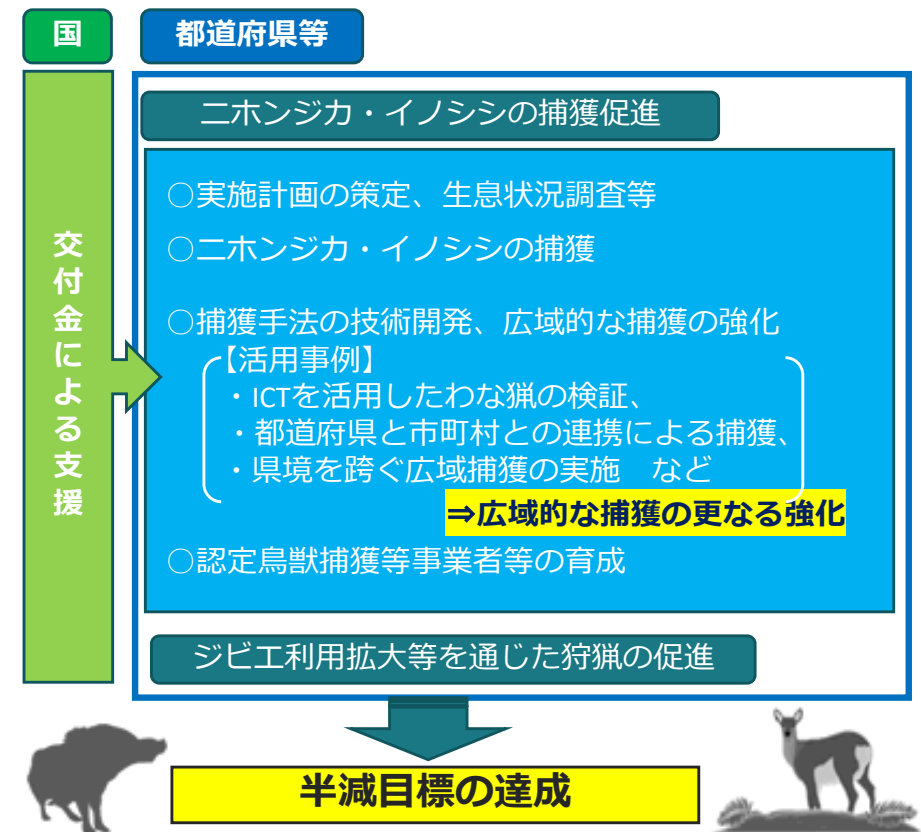 国
都道府県等
交付金による支援
ニホンジカ・イノシシの捕獲促進
○実施計画の策定、生息状況調査等
○ニホンジカ・イノシシの捕獲
○捕獲手法の技術開発、広域的な捕獲の強化
【活用事例】
・ICTを活用したわな猟の検証、
・都道府県と市町村との連携による捕獲、
・県境を跨ぐ広域捕獲の実施　など
⇒広域的な捕獲の更なる強化
○認定鳥獣捕獲等事業者等の育成
ジビエ利用拡大等を通じた狩猟の促進
半減目標の達成